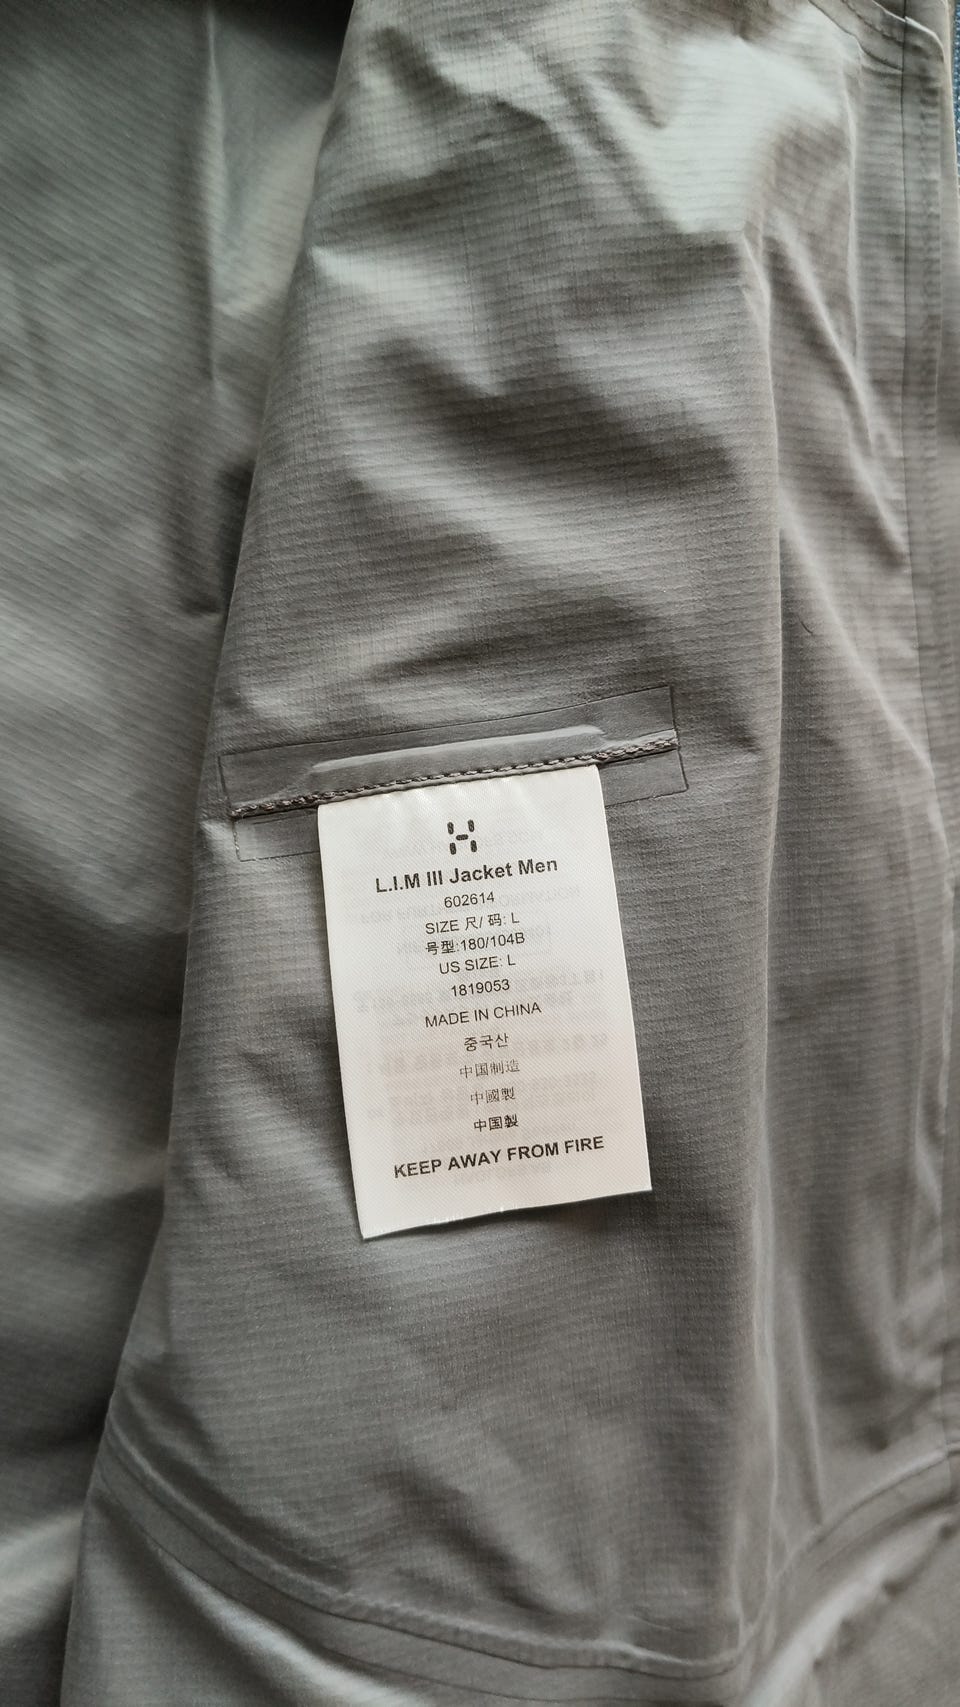 L.I.M III Jacket Men
602614
SIZE 尺/ 码: L
号型:180/104B
US SIZE: L
1819053
MADE IN CHINA
중국산
中国制造
中國製
中国製
KEEP AWAY FROM FIRE